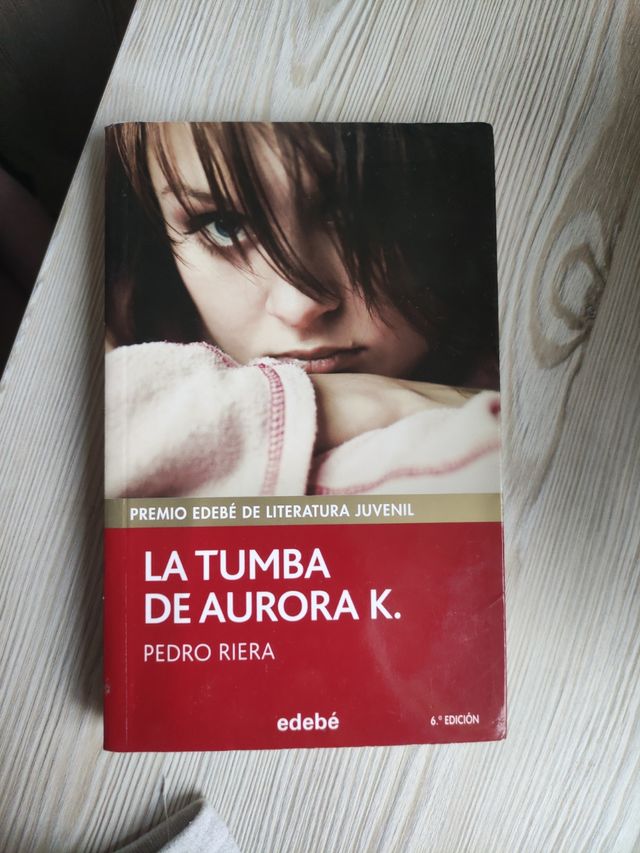 PREMIO EDEBÉ DE LITERATURA JUVENIL
LA TUMBA
DE AURORA K.
PEDRO RIERA
edebé
6.ª EDICIÓN